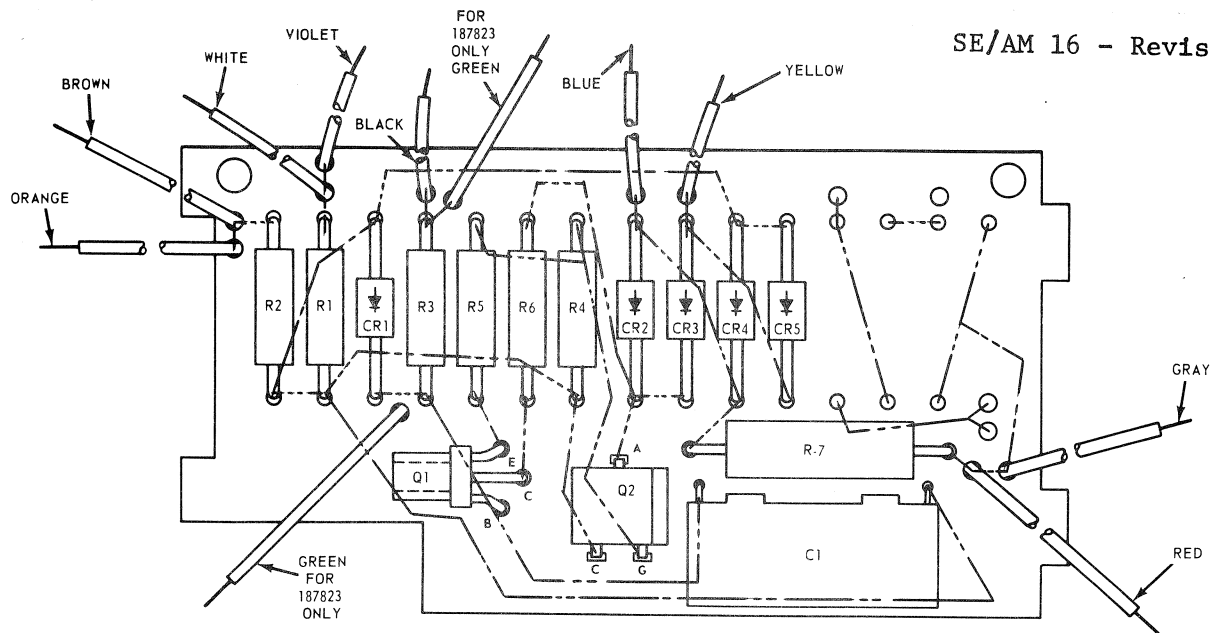 SE/AM 16 - Revis
FOR
187823
ONLY
GREEN
VIOLET
WHITE
BROWN
BLACK
BLUE
YELLOW
ORANGE
R2
R1
CR1
R3
R5
R6
R4
CR2
CR3
CR4
CR5
GRAY
A
R-7
Q1
E
C
B
Q2
C
G
C1
GREEN
FOR
187823
ONLY
RED